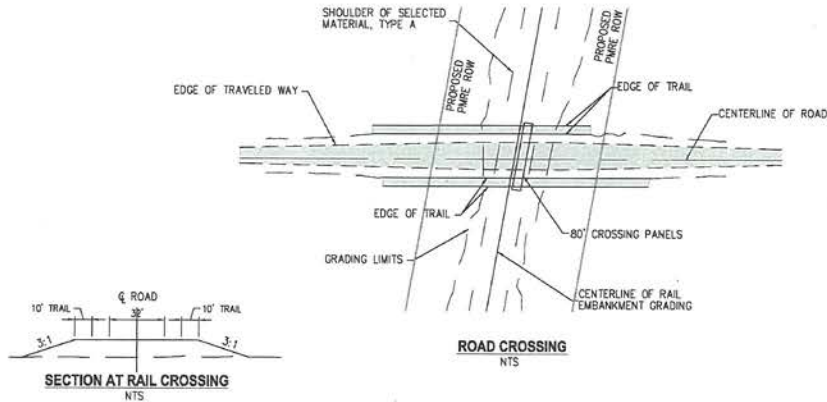 SHOULDER OF SELECTED
MATERIAL, TYPE A
PROPOSED
PMRE ROW
PROPOSED
PMRE ROW
EDGE OF TRAVELED WAY
EDGE OF TRAIL
CENTERLINE OF ROAD
EDGE OF TRAIL
80' CROSSING PANELS
GRADING LIMITS
CENTERLINE OF RAIL
EMBANKMENT GRADING
ROAD CROSSING
NTS
℄ ROAD
10' TRAIL
10' TRAIL
3:1
3:1
SECTION AT RAIL CROSSING
NTS